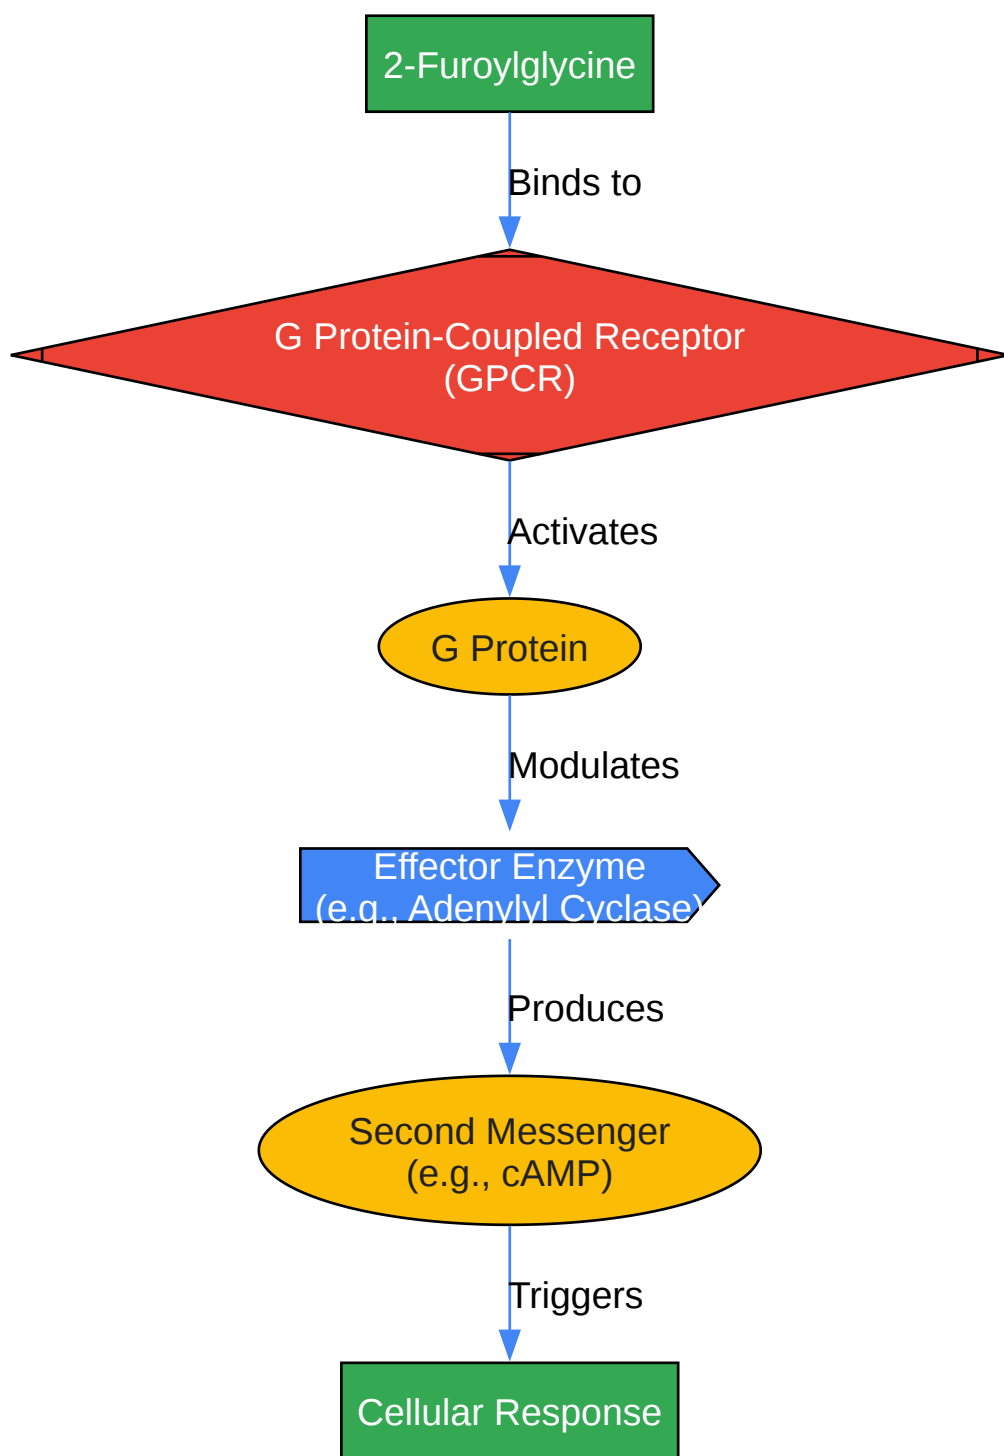 2-Furoylglycine
Binds to
G Protein-Coupled Receptor
(GPCR)
Activates
G Protein
Modulates
Effector Enzyme
(e.g., Adenylyl Cyclase)
Produces
Second Messenger
(e.g., cAMP)
Triggers
Cellular Response